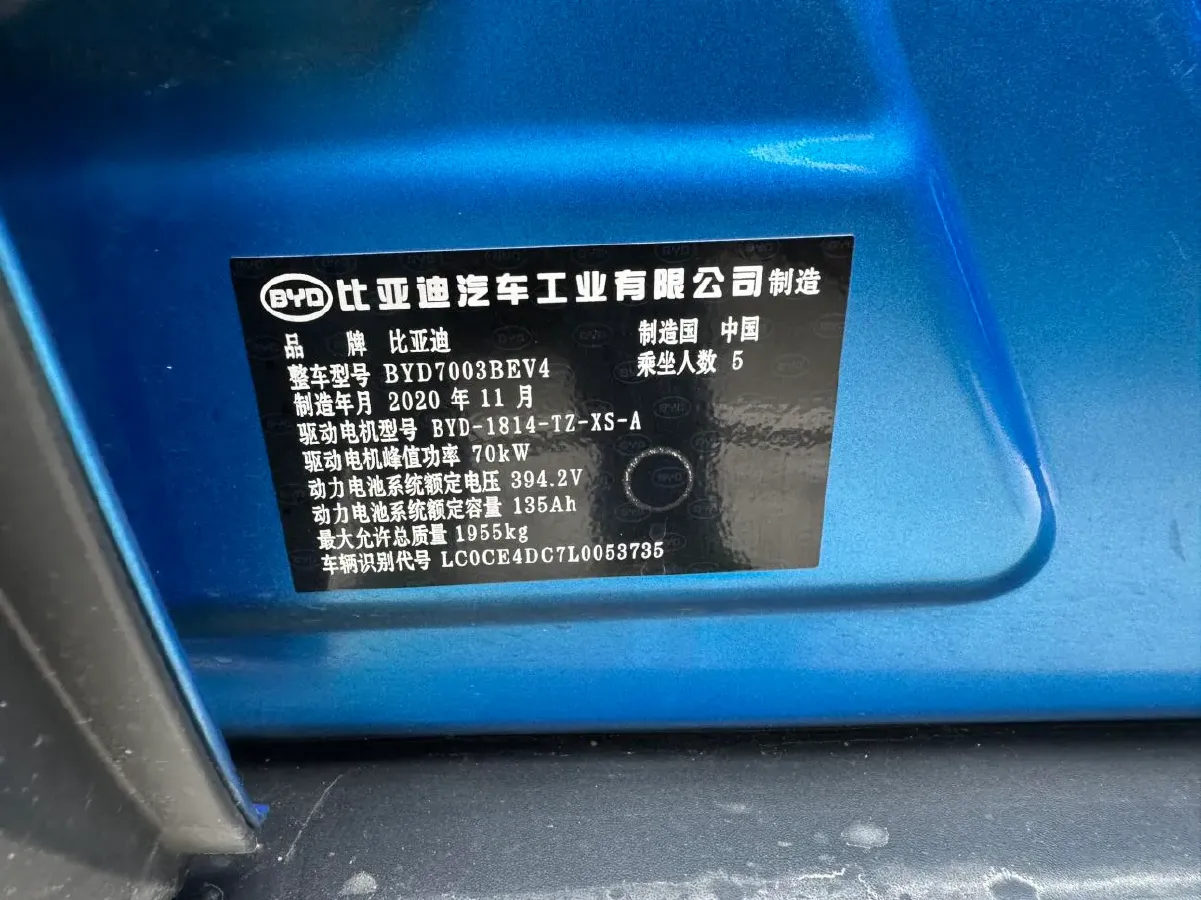 BYD 比亚迪汽车工业有限公司 制造
品 牌 比亚迪 制造国 中国
整车型号 BYD7003BEV4 乘坐人数 5
制造年月 2020 年 11 月
驱动电机型号 BYD-1814-TZ-XS-A
驱动电机峰值功率 70kW
动力电池系统额定电压 394.2V
动力电池系统额定容量 135Ah
最大允许总质量 1955kg
车辆识别代号 LC0CE4DC7L0053735